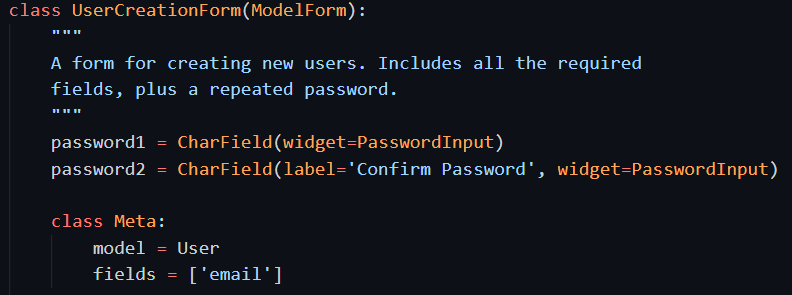 class UserCreationForm(ModelForm):
    """
    A form for creating new users. Includes all the required
    fields, plus a repeated password.
    """
    password1 = CharField(widget=PasswordInput)
    password2 = CharField(label='Confirm Password', widget=PasswordInput)

    class Meta:
        model = User
        fields = ['email']